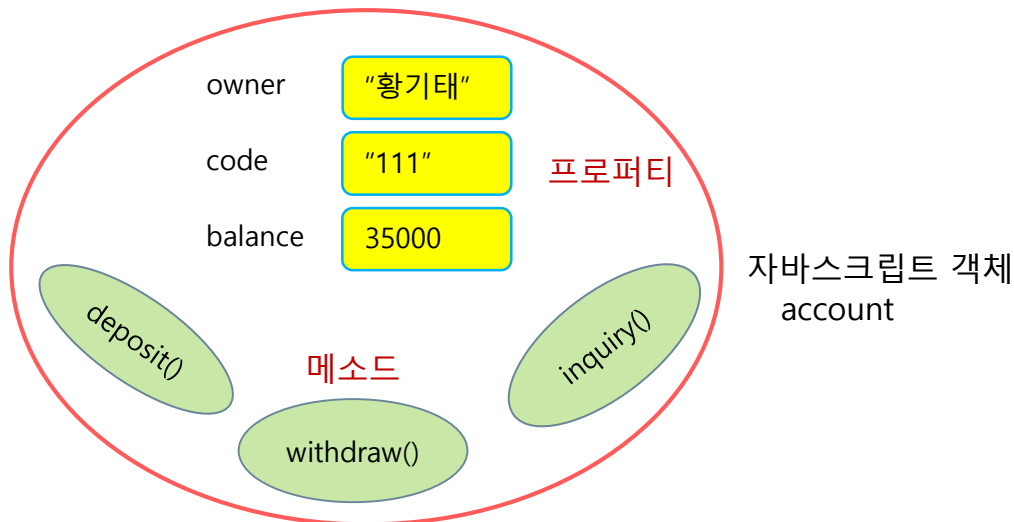 owner "황기태"
code "111"
프로퍼티
balance 35000
자바스크립트 객체
account
deposit()
inquiry()
메소드
withdraw()